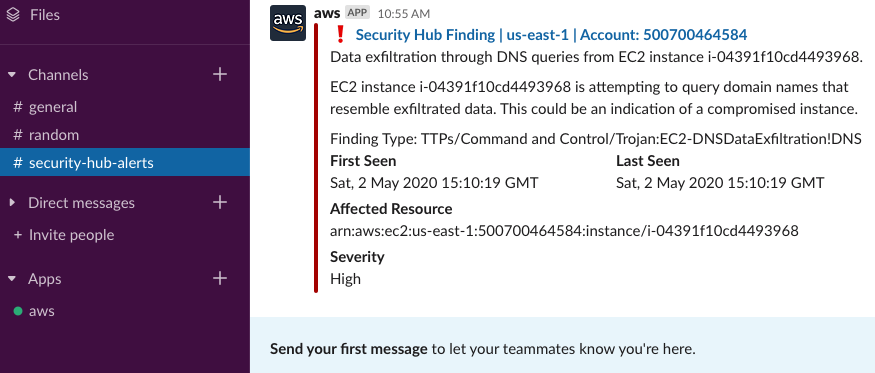 Files
Channels
# general
# random
# security-hub-alerts
Direct messages
+ Invite people
Apps
aws
aws
aws APP 10:55 AM
Security Hub Finding | us-east-1 | Account: 500700464584
Data exfiltration through DNS queries from EC2 instance i-04391f10cd4493968.
EC2 instance i-04391f10cd4493968 is attempting to query domain names that
resemble exfiltrated data. This could be an indication of a compromised instance.
Finding Type: TTPs/Command and Control/Trojan:EC2-DNSDataExfiltration!DNS
First Seen Last Seen
Sat, 2 May 2020 15:10:19 GMT Sat, 2 May 2020 15:10:19 GMT
Affected Resource
arn:aws:ec2:us-east-1:500700464584:instance/i-04391f10cd4493968
Severity
High
Send your first message to let your teammates know you're here.